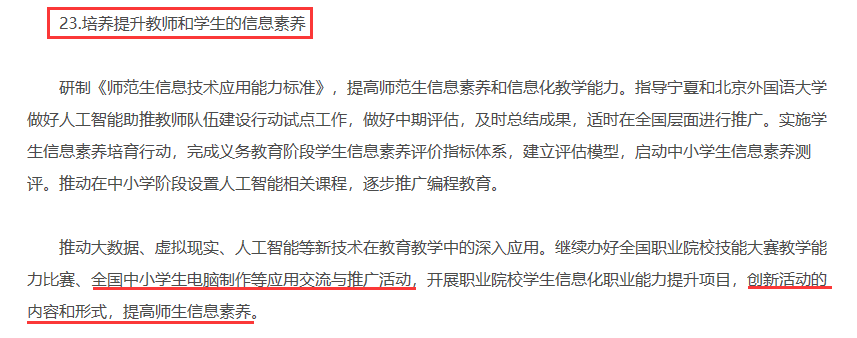 23.培养提升教师和学生的信息素养
研制《师范生信息技术应用能力标准》，提高师范生信息素养和信息化教学能力。指导宁夏和北京外国语大学
做好人工智能助推教师队伍建设行动试点工作，做好中期评估，及时总结成果，适时在全国层面进行推广。实施学
生信息素养培育行动，完成义务教育阶段学生信息素养评价指标体系，建立评估模型，启动中小学生信息素养测
评。推动在中小学阶段设置人工智能相关课程，逐步推广编程教育。
推动大数据、虚拟现实、人工智能等新技术在教育教学中的深入应用。继续办好全国职业院校技能大赛教学能
力比赛、全国中小学生电脑制作等应用交流与推广活动，开展职业院校学生信息化职业能力提升项目，创新活动的
内容和形式，提高师生信息素养。